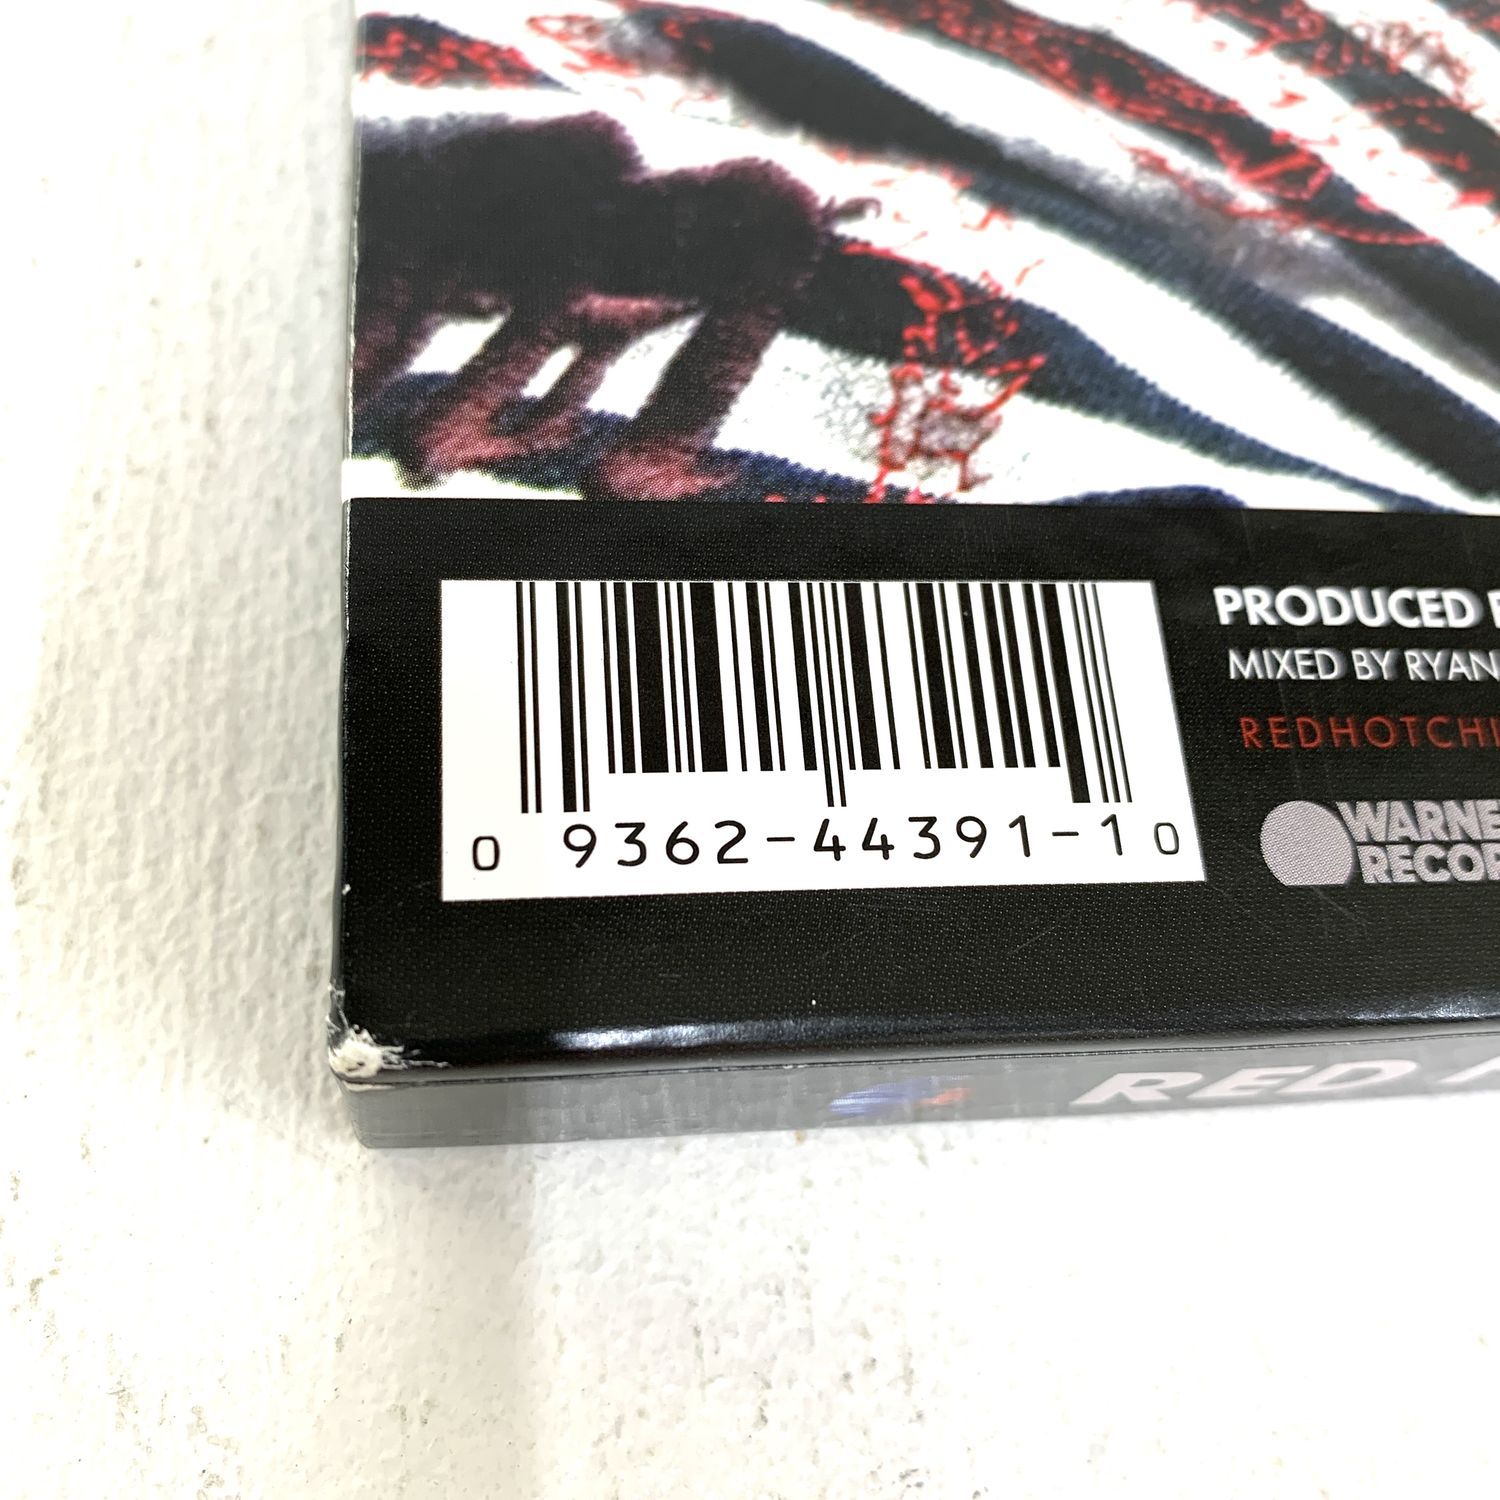 PRODUCED
MIXED BY RYAN
REDHOTCHI
WARNE
RECOR
0 9362-44391-1 0
RED